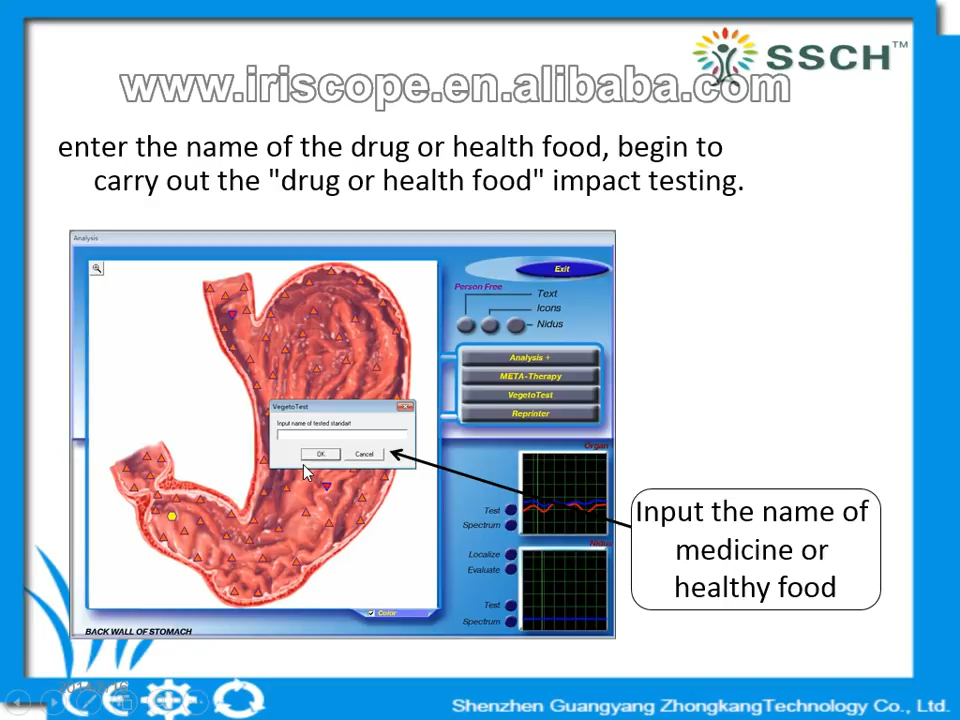 SSCH™
www.iriscope.en.alibaba.com
enter the name of the drug or health food, begin to
carry out the "drug or health food" impact testing.
Analysis
Exit
Person Free
Text
Icons
Nidus
Analysis +
META-Therapy
VegetoTest
Reprinter
VegetoTest
Input name of tested standart
OK
Cancel
Organ
Test
Spectrum
Nidus
Localize
Evaluate
Test
Spectrum
Color
BACK WALL OF STOMACH
Input the name of
medicine or
healthy food
Shenzhen Guangyang ZhongkangTechnology Co., Ltd.